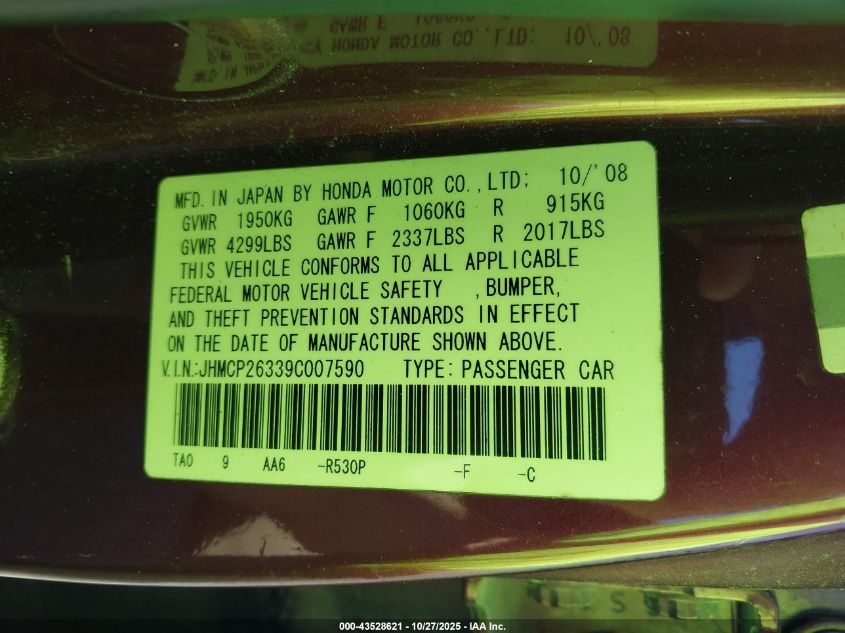 MFD. IN JAPAN BY HONDA MOTOR CO.,LTD; 10/'08
GVWR 1950KG GAWR F 1060KG R 915KG
GVWR 4299LBS GAWR F 2337LBS R 2017LBS
THIS VEHICLE CONFORMS TO ALL APPLICABLE
FEDERAL MOTOR VEHICLE SAFETY ,BUMPER,
AND THEFT PREVENTION STANDARDS IN EFFECT
ON THE DATE OF MANUFACTURE SHOWN ABOVE.
V.I.N.:JHMCP26339C007590 TYPE: PASSENGER CAR
TA0 9 AA6 -R530P -F -C
000-43528621 - 10/27/2025 - IAA Inc.